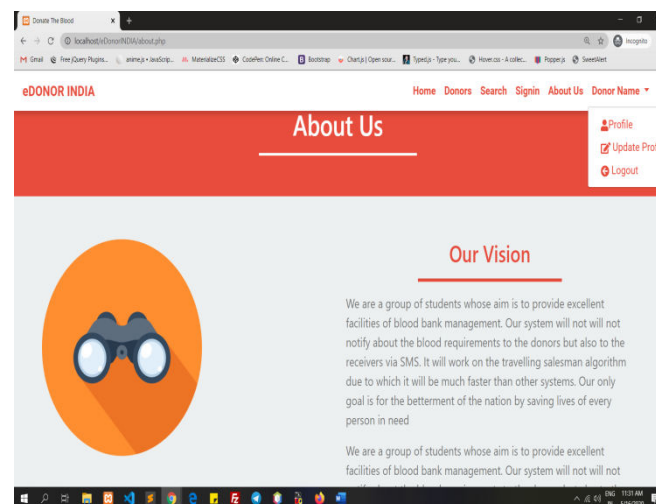 Donate The Blood
localhost/eDonorINDIA/about.php
Incognito
Gmail Free jQuery Plugins... anime.js • JavaScrip... MaterializeCSS CodePen: Online C... Bootstrap Chart.js | Open sour... Typed.js - Type you... Hover.css - A collec... Popper.js SweetAlert
eDONOR INDIA
Home Donors Search Signin About Us Donor Name
Profile
Update Prof
Logout
About Us
Our Vision
We are a group of students whose aim is to provide excellent
facilities of blood bank management. Our system will not will not
notify about the blood requirements to the donors but also to the
receivers via SMS. It will work on the travelling salesman algorithm
due to which it will be much faster than other systems. Our only
goal is for the betterment of the nation by saving lives of every
person in need
We are a group of students whose aim is to provide excellent
facilities of blood bank management. Our system will not will not
ENG 11:31 AM
IN 5/16/2020